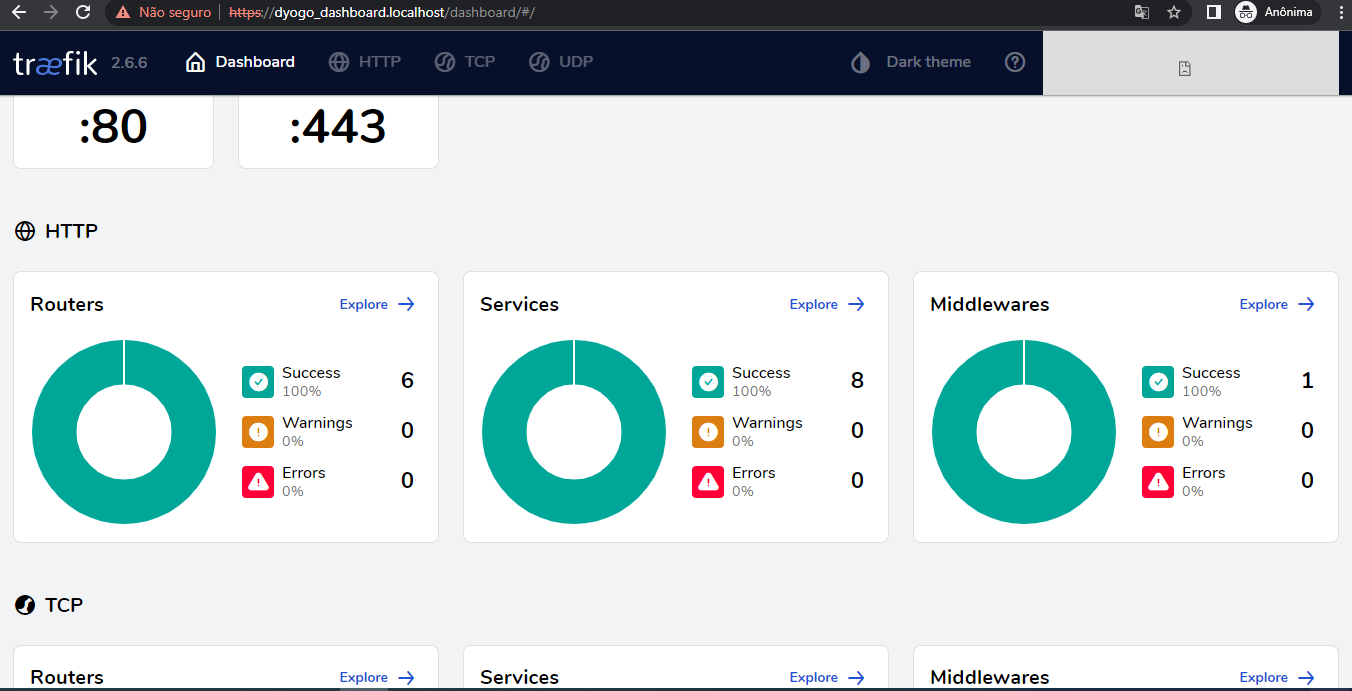 Não seguro https://dyogo_dashboard.localhost/dashboard/#/ Anônima
træfik 2.6.6 Dashboard HTTP TCP UDP Dark theme
:80 :443
HTTP
Routers Explore
Success 6
100%
Warnings 0
0%
Errors 0
0%
Services Explore
Success 8
100%
Warnings 0
0%
Errors 0
0%
Middlewares Explore
Success 1
100%
Warnings 0
0%
Errors 0
0%
TCP
Routers Explore
Services Explore
Middlewares Explore